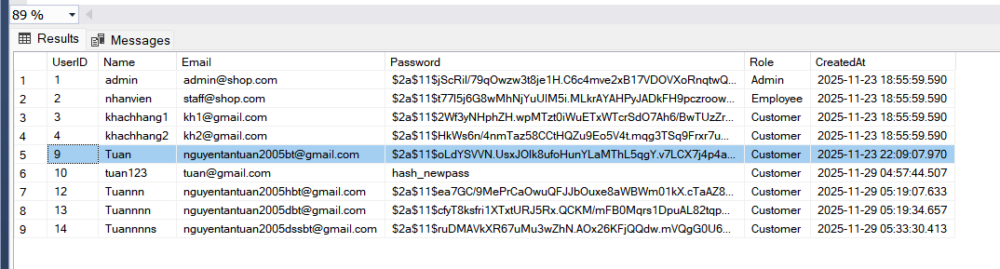 89 %
Results Messages
UserID Name Email Password Role CreatedAt
1 1 admin admin@shop.com $2a$11$jScRil/79qOwzw3t8je1H.C6c4mve2xB17VDOVXoRnqtwQ... Admin 2025-11-23 18:55:59.590
2 2 nhanvien staff@shop.com $2a$11$t77l5j6G8wMhNjYuUIM5i.MLkrAYAHPyJADkFH9pczroow... Employee 2025-11-23 18:55:59.590
3 3 khachhang1 kh1@gmail.com $2a$11$2Wf3yNHphZH.wpMTzt0iWuETxWTcrSdO7Ah6/BwTUzZr... Customer 2025-11-23 18:55:59.590
4 4 khachhang2 kh2@gmail.com $2a$11$HkWs6n/4nmTaz58CCtHQZu9Eo5V4t.mqg3TSq9Frxr7u... Customer 2025-11-23 18:55:59.590
5 9 Tuan nguyentantuan2005bt@gmail.com $2a$11$oLdYSVVN.UsxJOlk8ufoHunYLaMThL5qgY.v7LCX7j4p4a... Customer 2025-11-23 22:09:07.970
6 10 tuan123 tuan@gmail.com hash_newpass Customer 2025-11-29 04:57:44.507
7 12 Tuannn nguyentantuan2005hbt@gmail.com $2a$11$ea7GC/9MePrCaOwuQFJJbOuxe8aWBWm01kX.cTaAZ8... Customer 2025-11-29 05:19:07.633
8 13 Tuannnn nguyentantuan2005dbt@gmail.com $2a$11$cfyT8ksfri1XTxtURJ5Rx.QCKM/mFB0Mqrs1DpuAL82tqp... Customer 2025-11-29 05:19:34.657
9 14 Tuannnns nguyentantuan2005dssbt@gmail.com $2a$11$ruDMAVkXR67uMu3wZhN.AOx26KFjQQdw.mVQgG0U6... Customer 2025-11-29 05:33:30.413